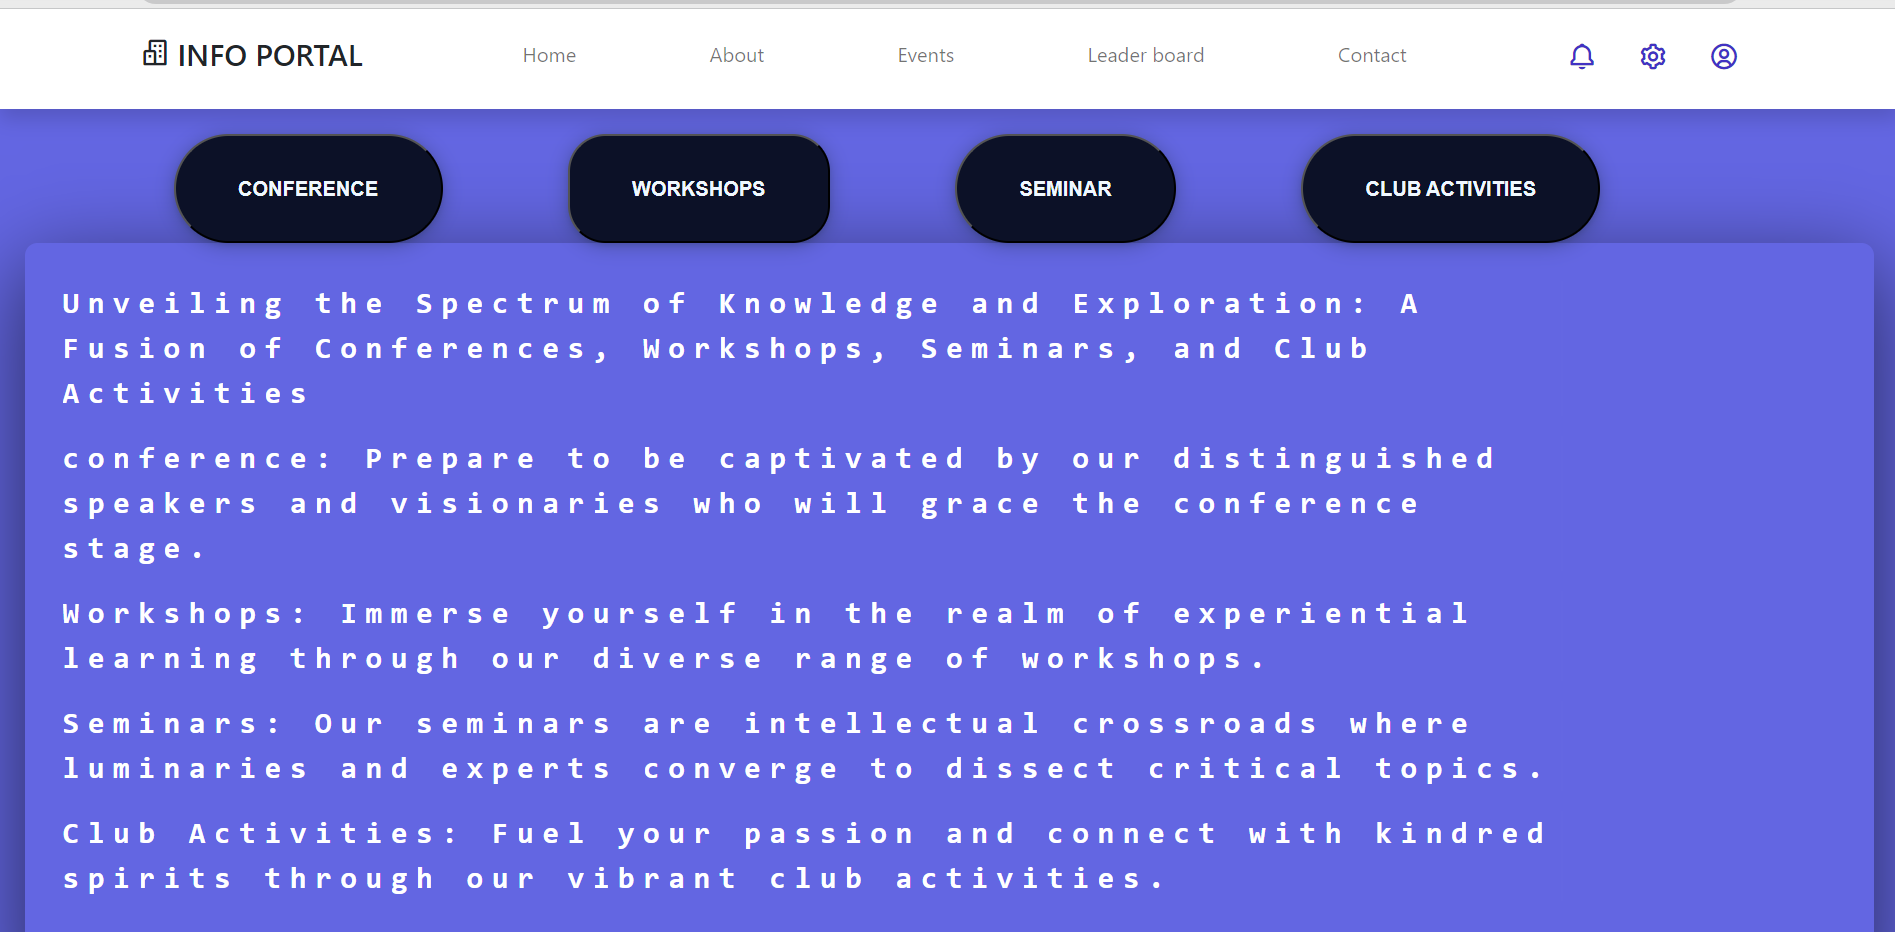 INFO PORTAL
Home
About
Events
Leader board
Contact
CONFERENCE
WORKSHOPS
SEMINAR
CLUB ACTIVITIES
Unveiling the Spectrum of Knowledge and Exploration: A
Fusion of Conferences, Workshops, Seminars, and Club
Activities
conference: Prepare to be captivated by our distinguished
speakers and visionaries who will grace the conference
stage.
Workshops: Immerse yourself in the realm of experiential
learning through our diverse range of workshops.
Seminars: Our seminars are intellectual crossroads where
luminaries and experts converge to dissect critical topics.
Club Activities: Fuel your passion and connect with kindred
spirits through our vibrant club activities.